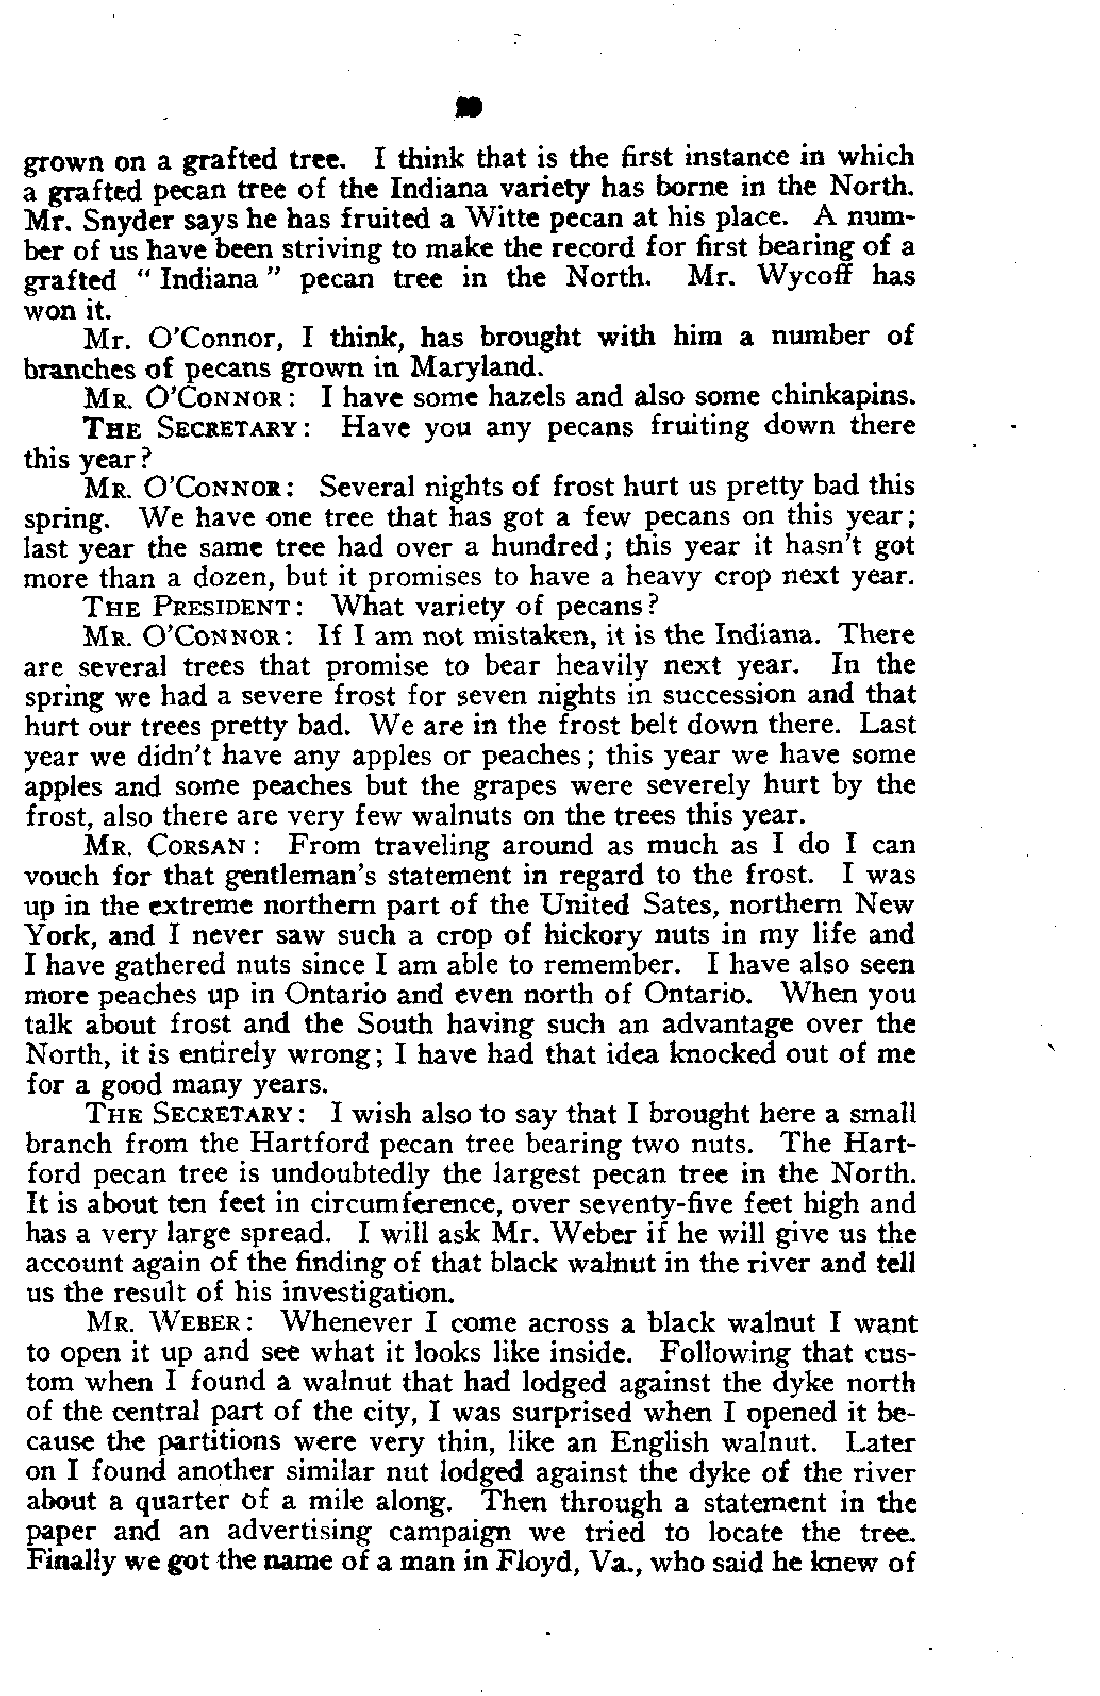 grown on a grafted tree. I think that is the first instance in which
a grafted pecan tree of the Indiana variety has borne in the North.
Mr. Snyder says he has fruited a Witte pecan at his place. A num-
ber of us have been striving to make the record for first bearing of a
grafted " Indiana " pecan tree in the North. Mr. Wycoff has
won it.
Mr. O'Connor, I think, has brought with him a number of
branches of pecans grown in Maryland.
MR. O'CONNOR: I have some hazels and also some chinkapins.
THE SECRETARY: Have you any pecans fruiting down there
this year?
MR. O'CONNOR: Several nights of frost hurt us pretty bad this
spring. We have one tree that has got a few pecans on this year;
last year the same tree had over a hundred; this year it hasn't got
more than a dozen, but it promises to have a heavy crop next year.
THE PRESIDENT: What variety of pecans?
MR. O'CONNOR: If I am not mistaken, it is the Indiana. There
are several trees that promise to bear heavily next year. In the
spring we had a severe frost for seven nights in succession and that
hurt our trees pretty bad. We are in the frost belt down there. Last
year we didn't have any apples or peaches; this year we have some
apples and some peaches but the grapes were severely hurt by the
frost, also there are very few walnuts on the trees this year.
MR. CORSAN: From traveling around as much as I do I can
vouch for that gentleman's statement in regard to the frost. I was
up in the extreme northern part of the United Sates, northern New
York, and I never saw such a crop of hickory nuts in my life and
I have gathered nuts since I am able to remember. I have also seen
more peaches up in Ontario and even north of Ontario. When you
talk about frost and the South having such an advantage over the
North, it is entirely wrong; I have had that idea knocked out of me
for a good many years.
THE SECRETARY: I wish also to say that I brought here a small
branch from the Hartford pecan tree bearing two nuts. The Hart-
ford pecan tree is undoubtedly the largest pecan tree in the North.
It is about ten feet in circumference, over seventy-five feet high and
has a very large spread. I will ask Mr. Weber if he will give us the
account again of the finding of that black walnut in the river and tell
us the result of his investigation.
MR. WEBER: Whenever I come across a black walnut I want
to open it up and see what it looks like inside. Following that cus-
tom when I found a walnut that had lodged against the dyke north
of the central part of the city, I was surprised when I opened it be-
cause the partitions were very thin, like an English walnut. Later
on I found another similar nut lodged against the dyke of the river
about a quarter of a mile along. Then through a statement in the
paper and an advertising campaign we tried to locate the tree.
Finally we got the name of a man in Floyd, Va., who said he knew of